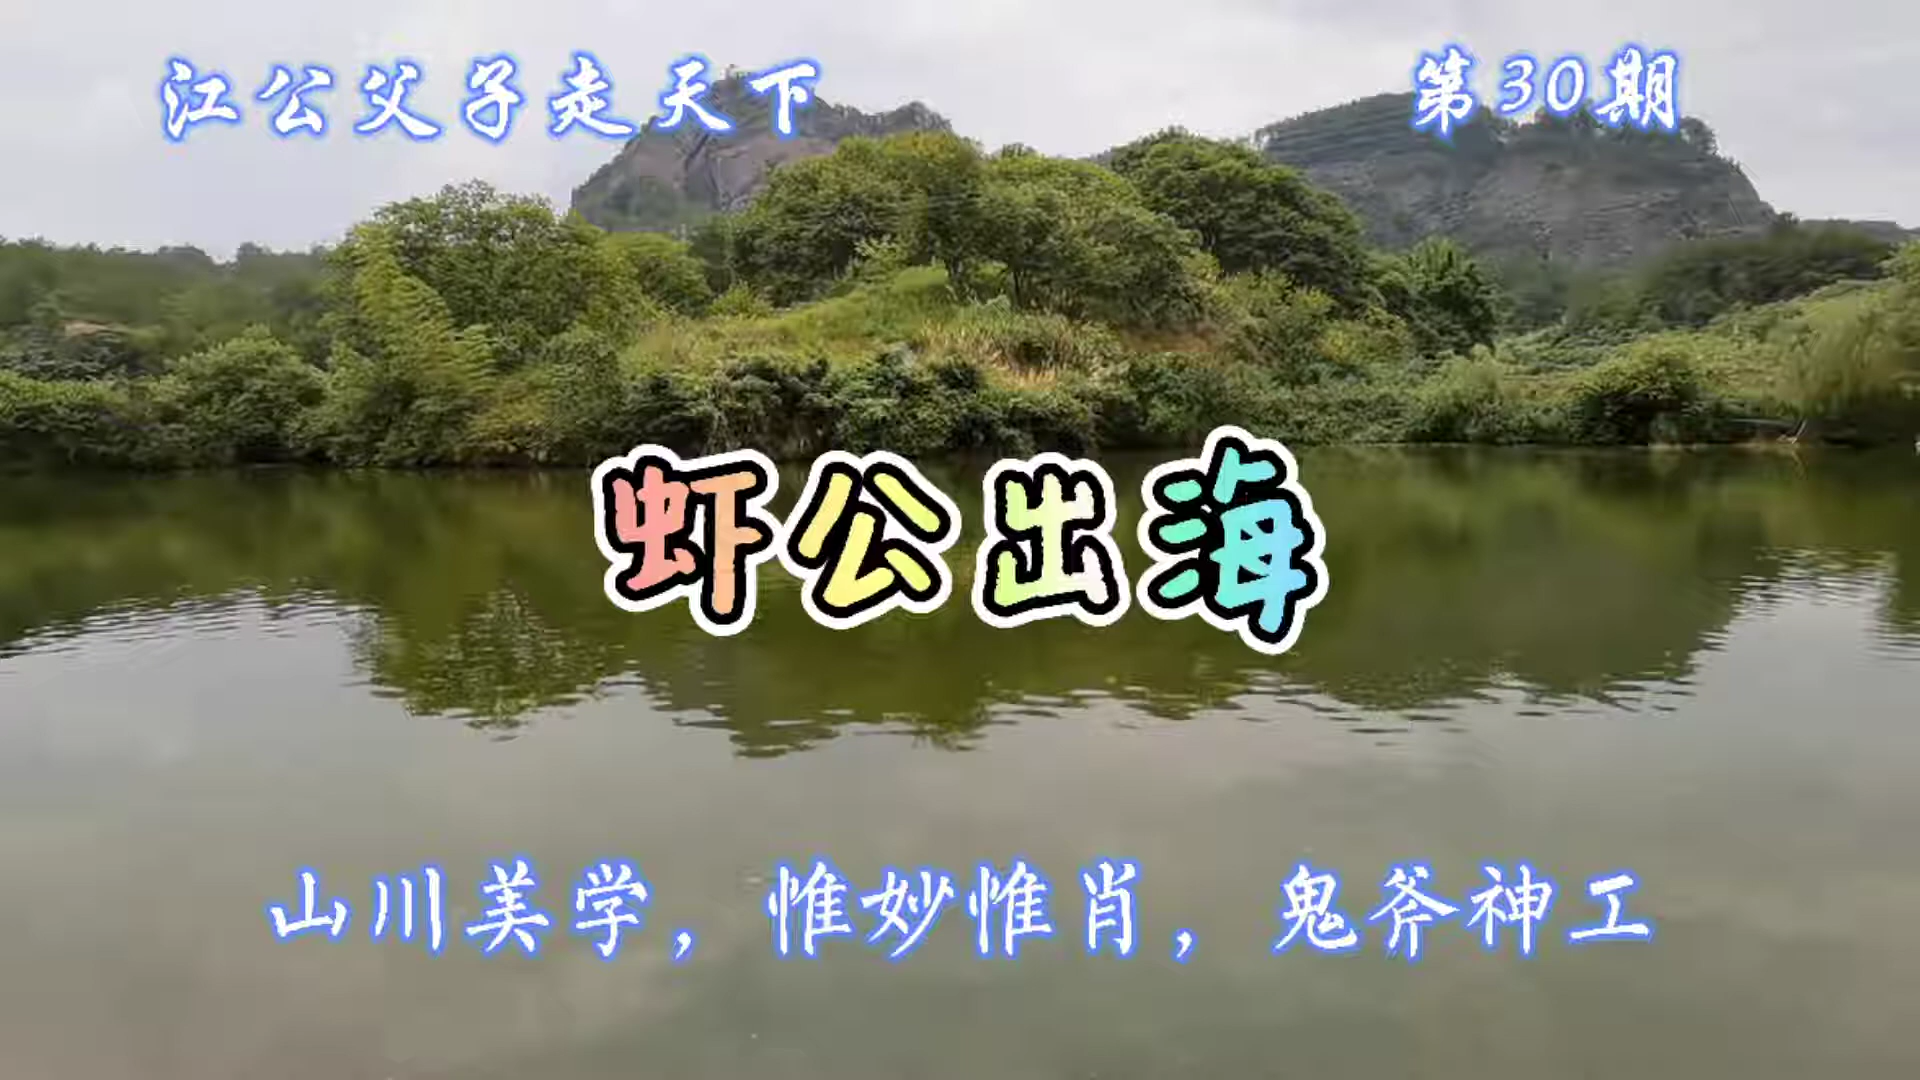 江公父子走天下
第30期
虾公出海
山川美学，惟妙惟肖，鬼斧神工